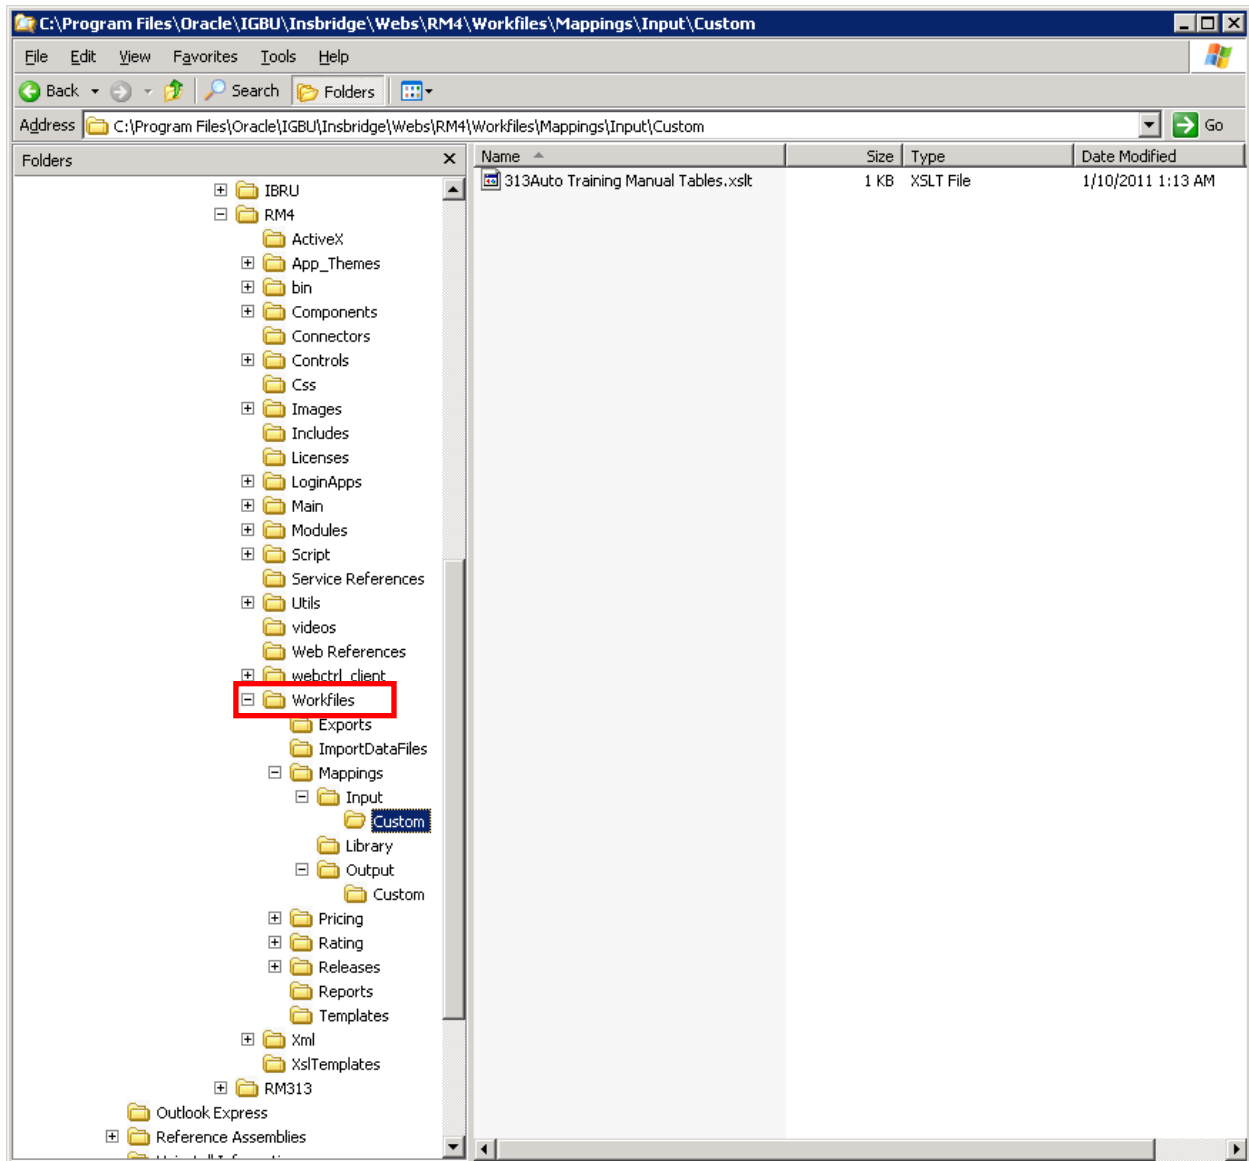 C:\Program Files\Oracle\IGBU\Insbridge\Webs\RM4\Workfiles\Mappings\Input\Custom
File Edit View Favorites Tools Help
Back Search Folders
Address C:\Program Files\Oracle\IGBU\Insbridge\Webs\RM4\Workfiles\Mappings\Input\Custom Go
Folders Name Size Type Date Modified
313Auto Training Manual Tables.xslt 1 KB XSLT File 1/10/2011 1:13 AM
IBRU
RM4
ActiveX
App_Themes
bin
Components
Connectors
Controls
Css
Images
Includes
Licenses
LoginApps
Main
Modules
Script
Service References
Utils
videos
Web References
webctrl_client
Workfiles
Exports
ImportDataFiles
Mappings
Input
Custom
Library
Output
Custom
Pricing
Rating
Releases
Reports
Templates
Xml
XslTemplates
RM313
Outlook Express
Reference Assemblies